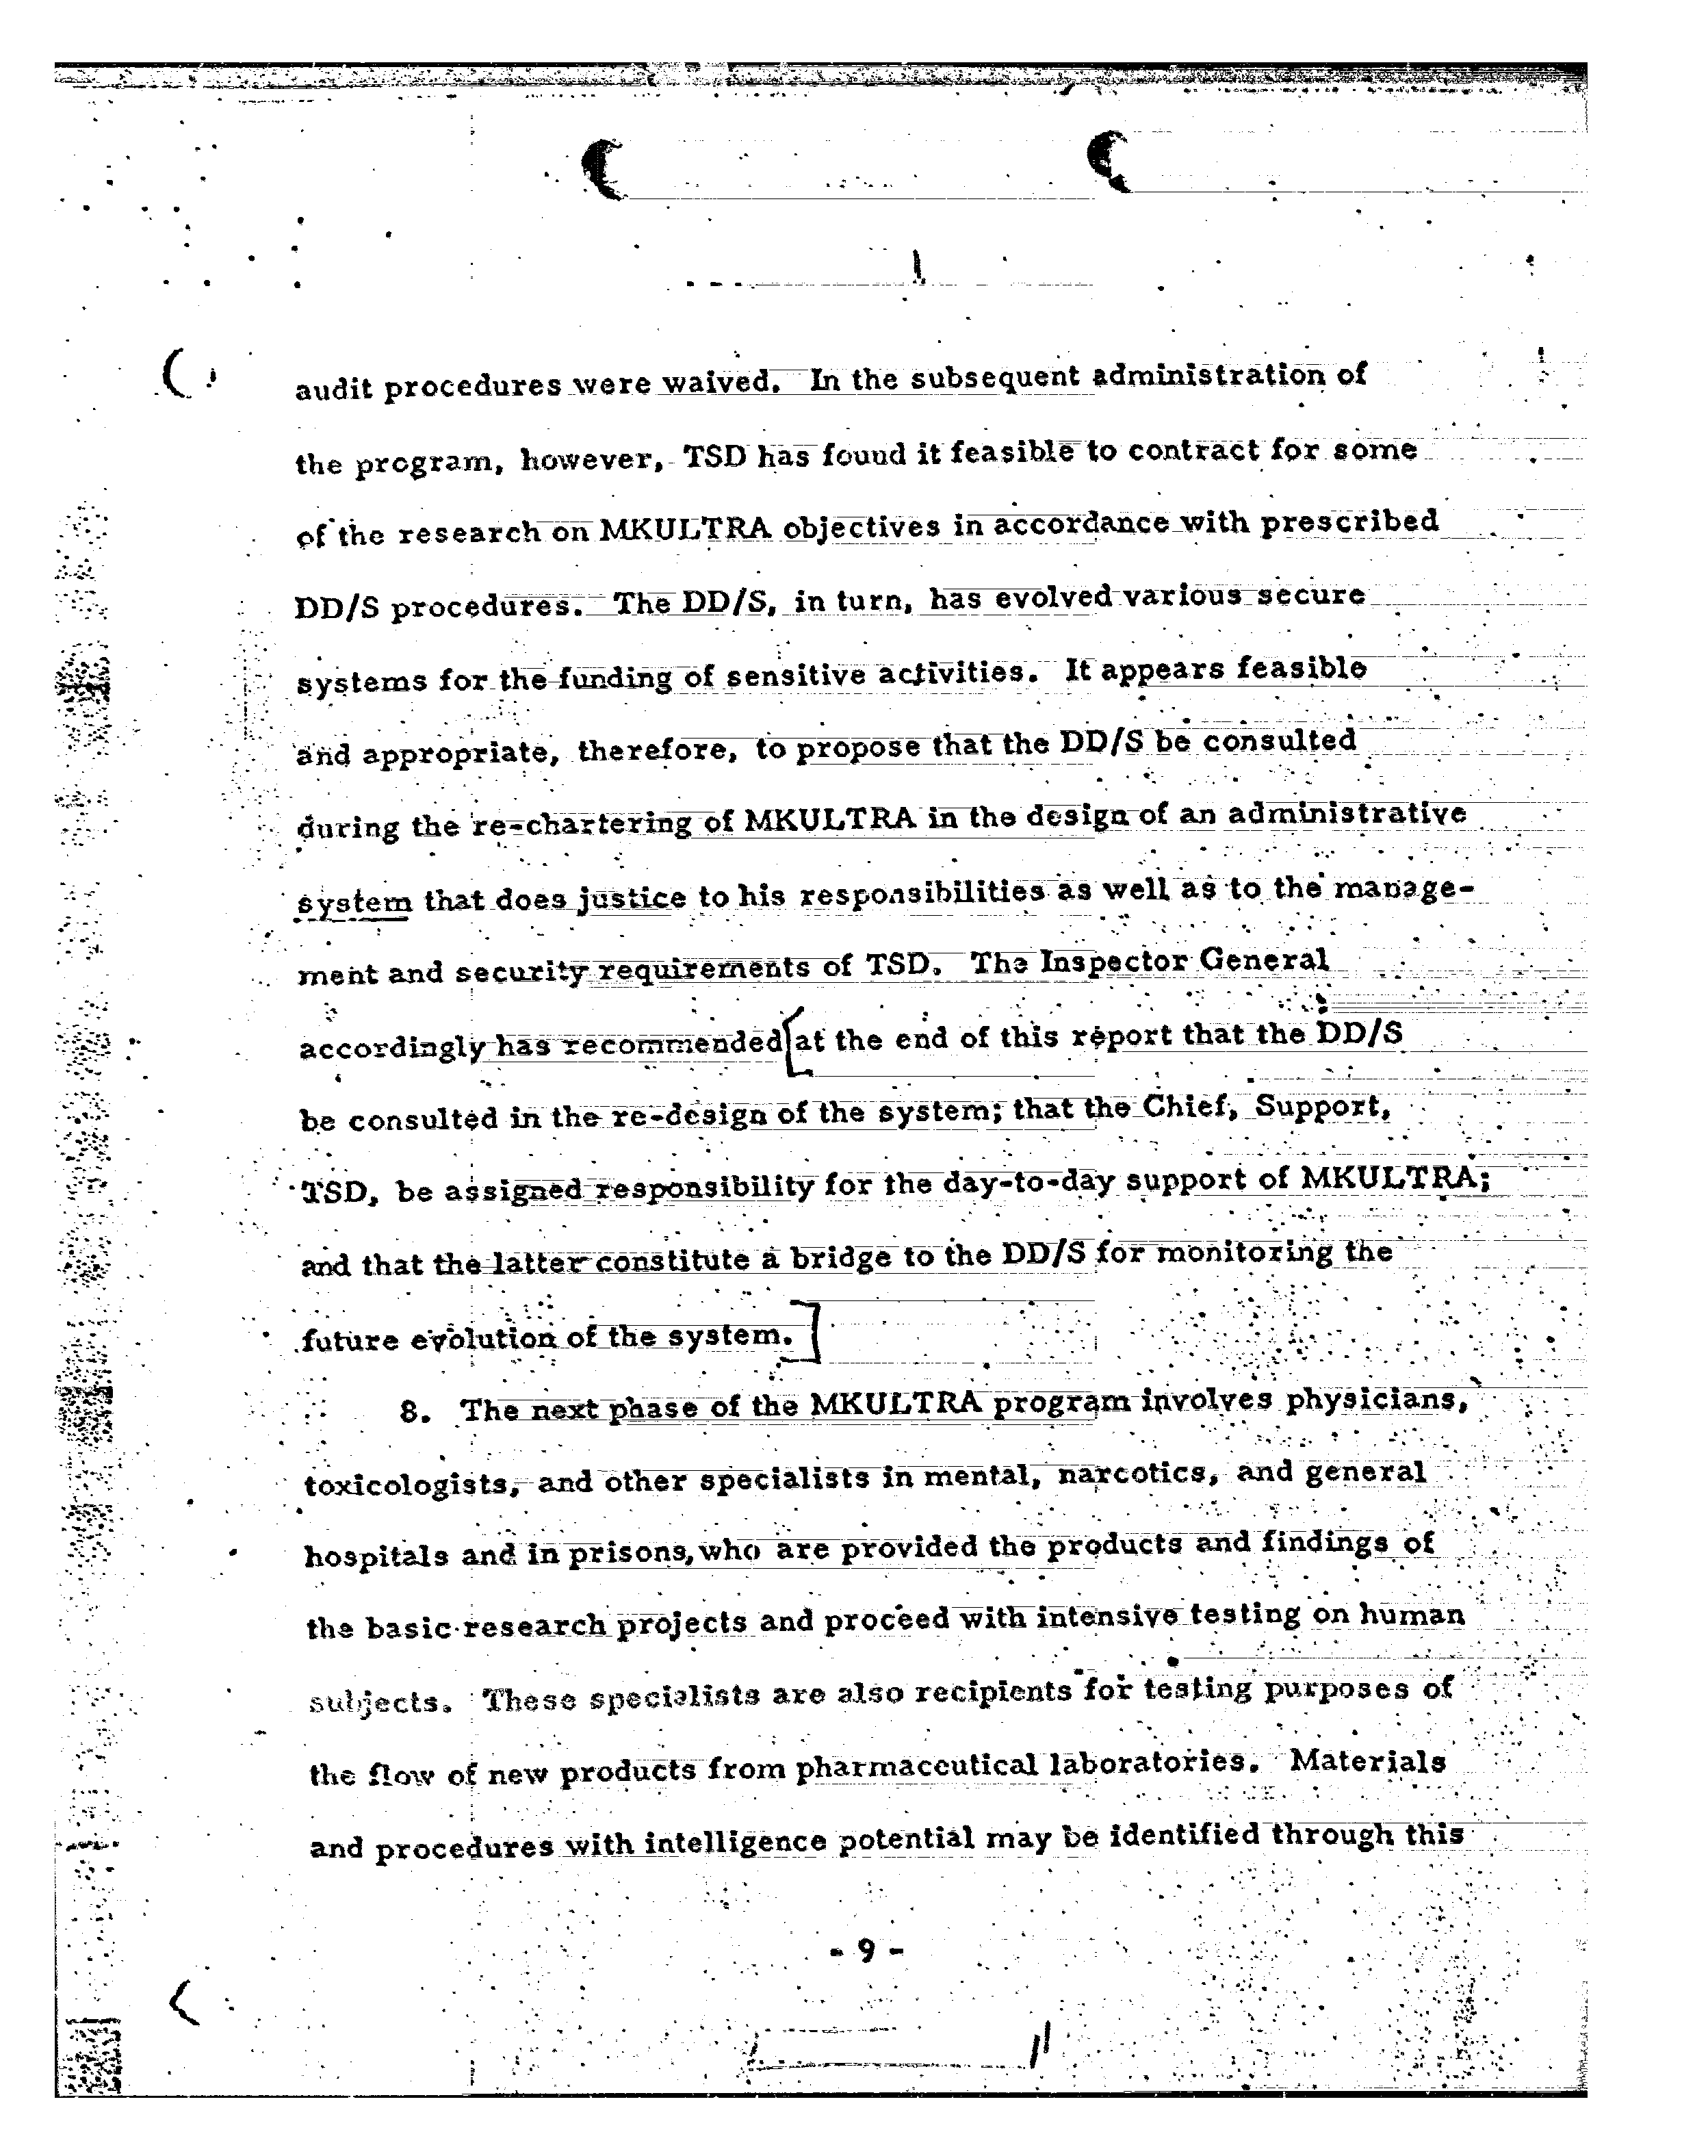 audit procedures were waived. In the subsequent administration of
the program, however, TSD has found it feasible to contract for some
of the research on MKULTRA objectives in accordance with prescribed
DD/S procedures. The DD/S, in turn, has evolved various secure
systems for the funding of sensitive activities. It appears feasible
and appropriate, therefore, to propose that the DD/S be consulted
during the re-chartering of MKULTRA in the design of an administrative
system that does justice to his responsibilities as well as to the manage-
ment and security requirements of TSD. The Inspector General
accordingly has recommended [at the end of this report that the DD/S
be consulted in the re-design of the system; that the Chief, Support,
TSD, be assigned responsibility for the day-to-day support of MKULTRA;
and that the latter constitute a bridge to the DD/S for monitoring the
future evolution of the system.]
8. The next phase of the MKULTRA program involves physicians,
toxicologists, and other specialists in mental, narcotics, and general
hospitals and in prisons, who are provided the products and findings of
the basic research projects and proceed with intensive testing on human
subjects. These specialists are also recipients for testing purposes of
the flow of new products from pharmaceutical laboratories. Materials
and procedures with intelligence potential may be identified through this
- 9 -